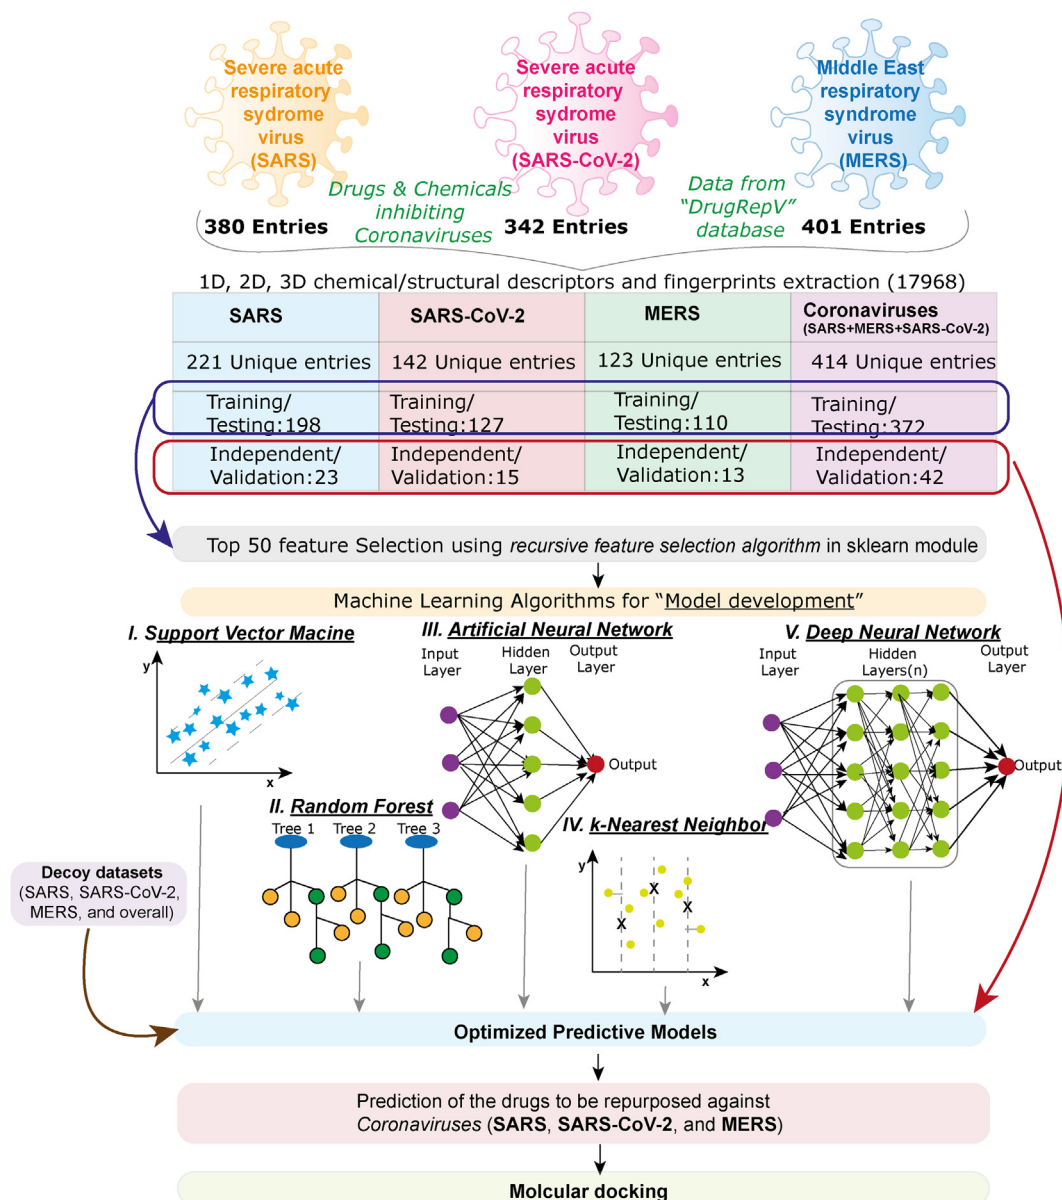 Severe acute
respiratory
sydrome
virus
(SARS)
Severe acute
respiratory
sydrome
virus
(SARS-CoV-2)
MIddle East
respiratory
syndrome
virus
(MERS)
Drugs & Chemicals
inhibiting
Coronaviruses
Data from
“DrugRepV”
database
380 Entries
342 Entries
401 Entries
1D, 2D, 3D chemical/structural descriptors and fingerprints extraction (17968)
SARS
SARS-CoV-2
MERS
Coronaviruses
(SARS+MERS+SARS-CoV-2)
221 Unique entries
142 Unique entries
123 Unique entries
414 Unique entries
Training/
Testing:198
Training/
Testing:127
Training/
Testing:110
Training/
Testing:372
Independent/
Validation:23
Independent/
Validation:15
Independent/
Validation:13
Independent/
Validation:42
Top 50 feature Selection using recursive feature selection algorithm in sklearn module
Machine Learning Algorithms for “Model development”
I. Support Vector Macine
y
x
III. Artificial Neural Network
Input
Layer
Hidden
Layer
Output
Layer
Output
V. Deep Neural Network
Input
Layer
Hidden
Layers(n)
Output
Layer
Output
II. Random Forest
Tree 1
Tree 2
Tree 3
IV. k-Nearest Neighbor
y
X
X
X
x
Decoy datasets
(SARS, SARS-CoV-2,
MERS, and overall)
Optimized Predictive Models
Prediction of the drugs to be repurposed against
Coronaviruses (SARS, SARS-CoV-2, and MERS)
Molcular docking